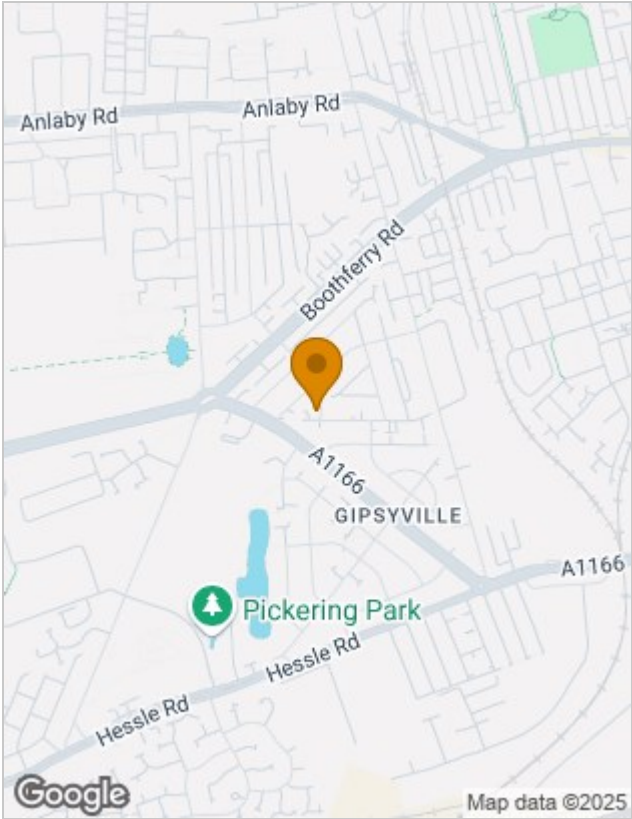 Anlaby Rd
Anlaby Rd
Boothferry Rd
A1166
GIPSYVILLE
A1166
Pickering Park
Hessle Rd
Hessle Rd
Google
Map data ©2025